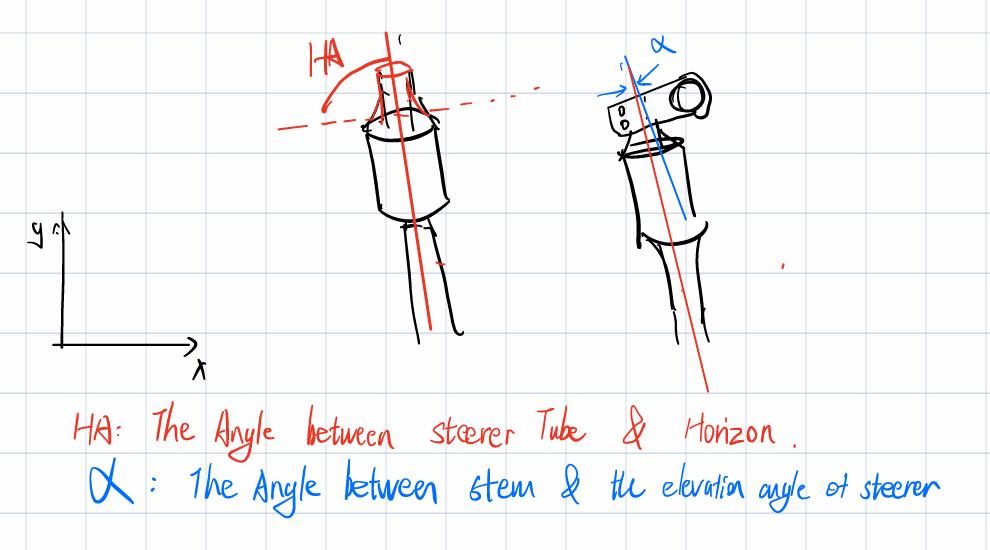 HA
α
y
x
HA: The Angle between steerer Tube & Horizon.
α: The Angle between stem & the elevation angle of steerer